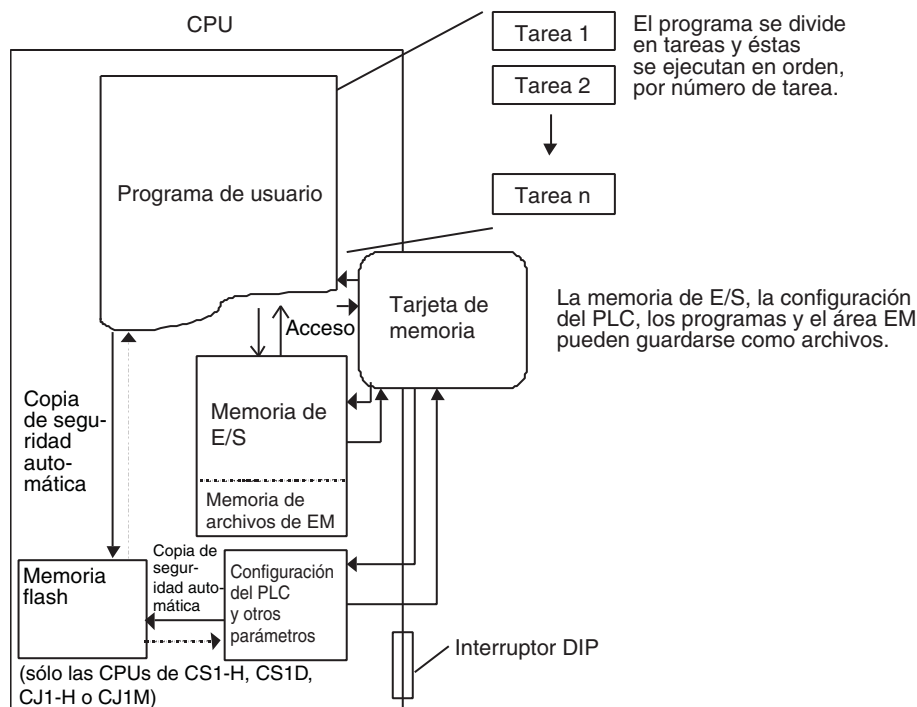 CPU
Tarea 1
Tarea 2
Tarea n
El programa se divide
en tareas y éstas
se ejecutan en orden,
por número de tarea.
Programa de usuario
Tarjeta de
memoria
La memoria de E/S, la configuración
del PLC, los programas y el área EM
pueden guardarse como archivos.
Acceso
Copia
de segu-
ridad
auto-
mática
Memoria de
E/S
Memoria de
archivos de EM
Memoria
flash
Copia de
segur-
idad auto-
mática
Configuración
del PLC
y otros
parámetros
Interruptor DIP
(sólo las CPUs de CS1-H, CS1D,
CJ1-H o CJ1M)